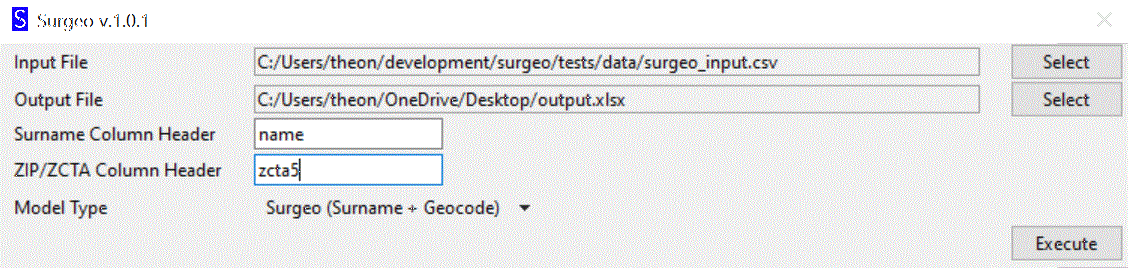 S Surgeo v.1.0.1
Input File C:/Users/theon/development/surgeo/tests/data/surgeo_input.csv Select
Output File C:/Users/theon/OneDrive/Desktop/output.xlsx Select
Surname Column Header name
ZIP/ZCTA Column Header zcta5
Model Type Surgeo (Surname + Geocode)
Execute